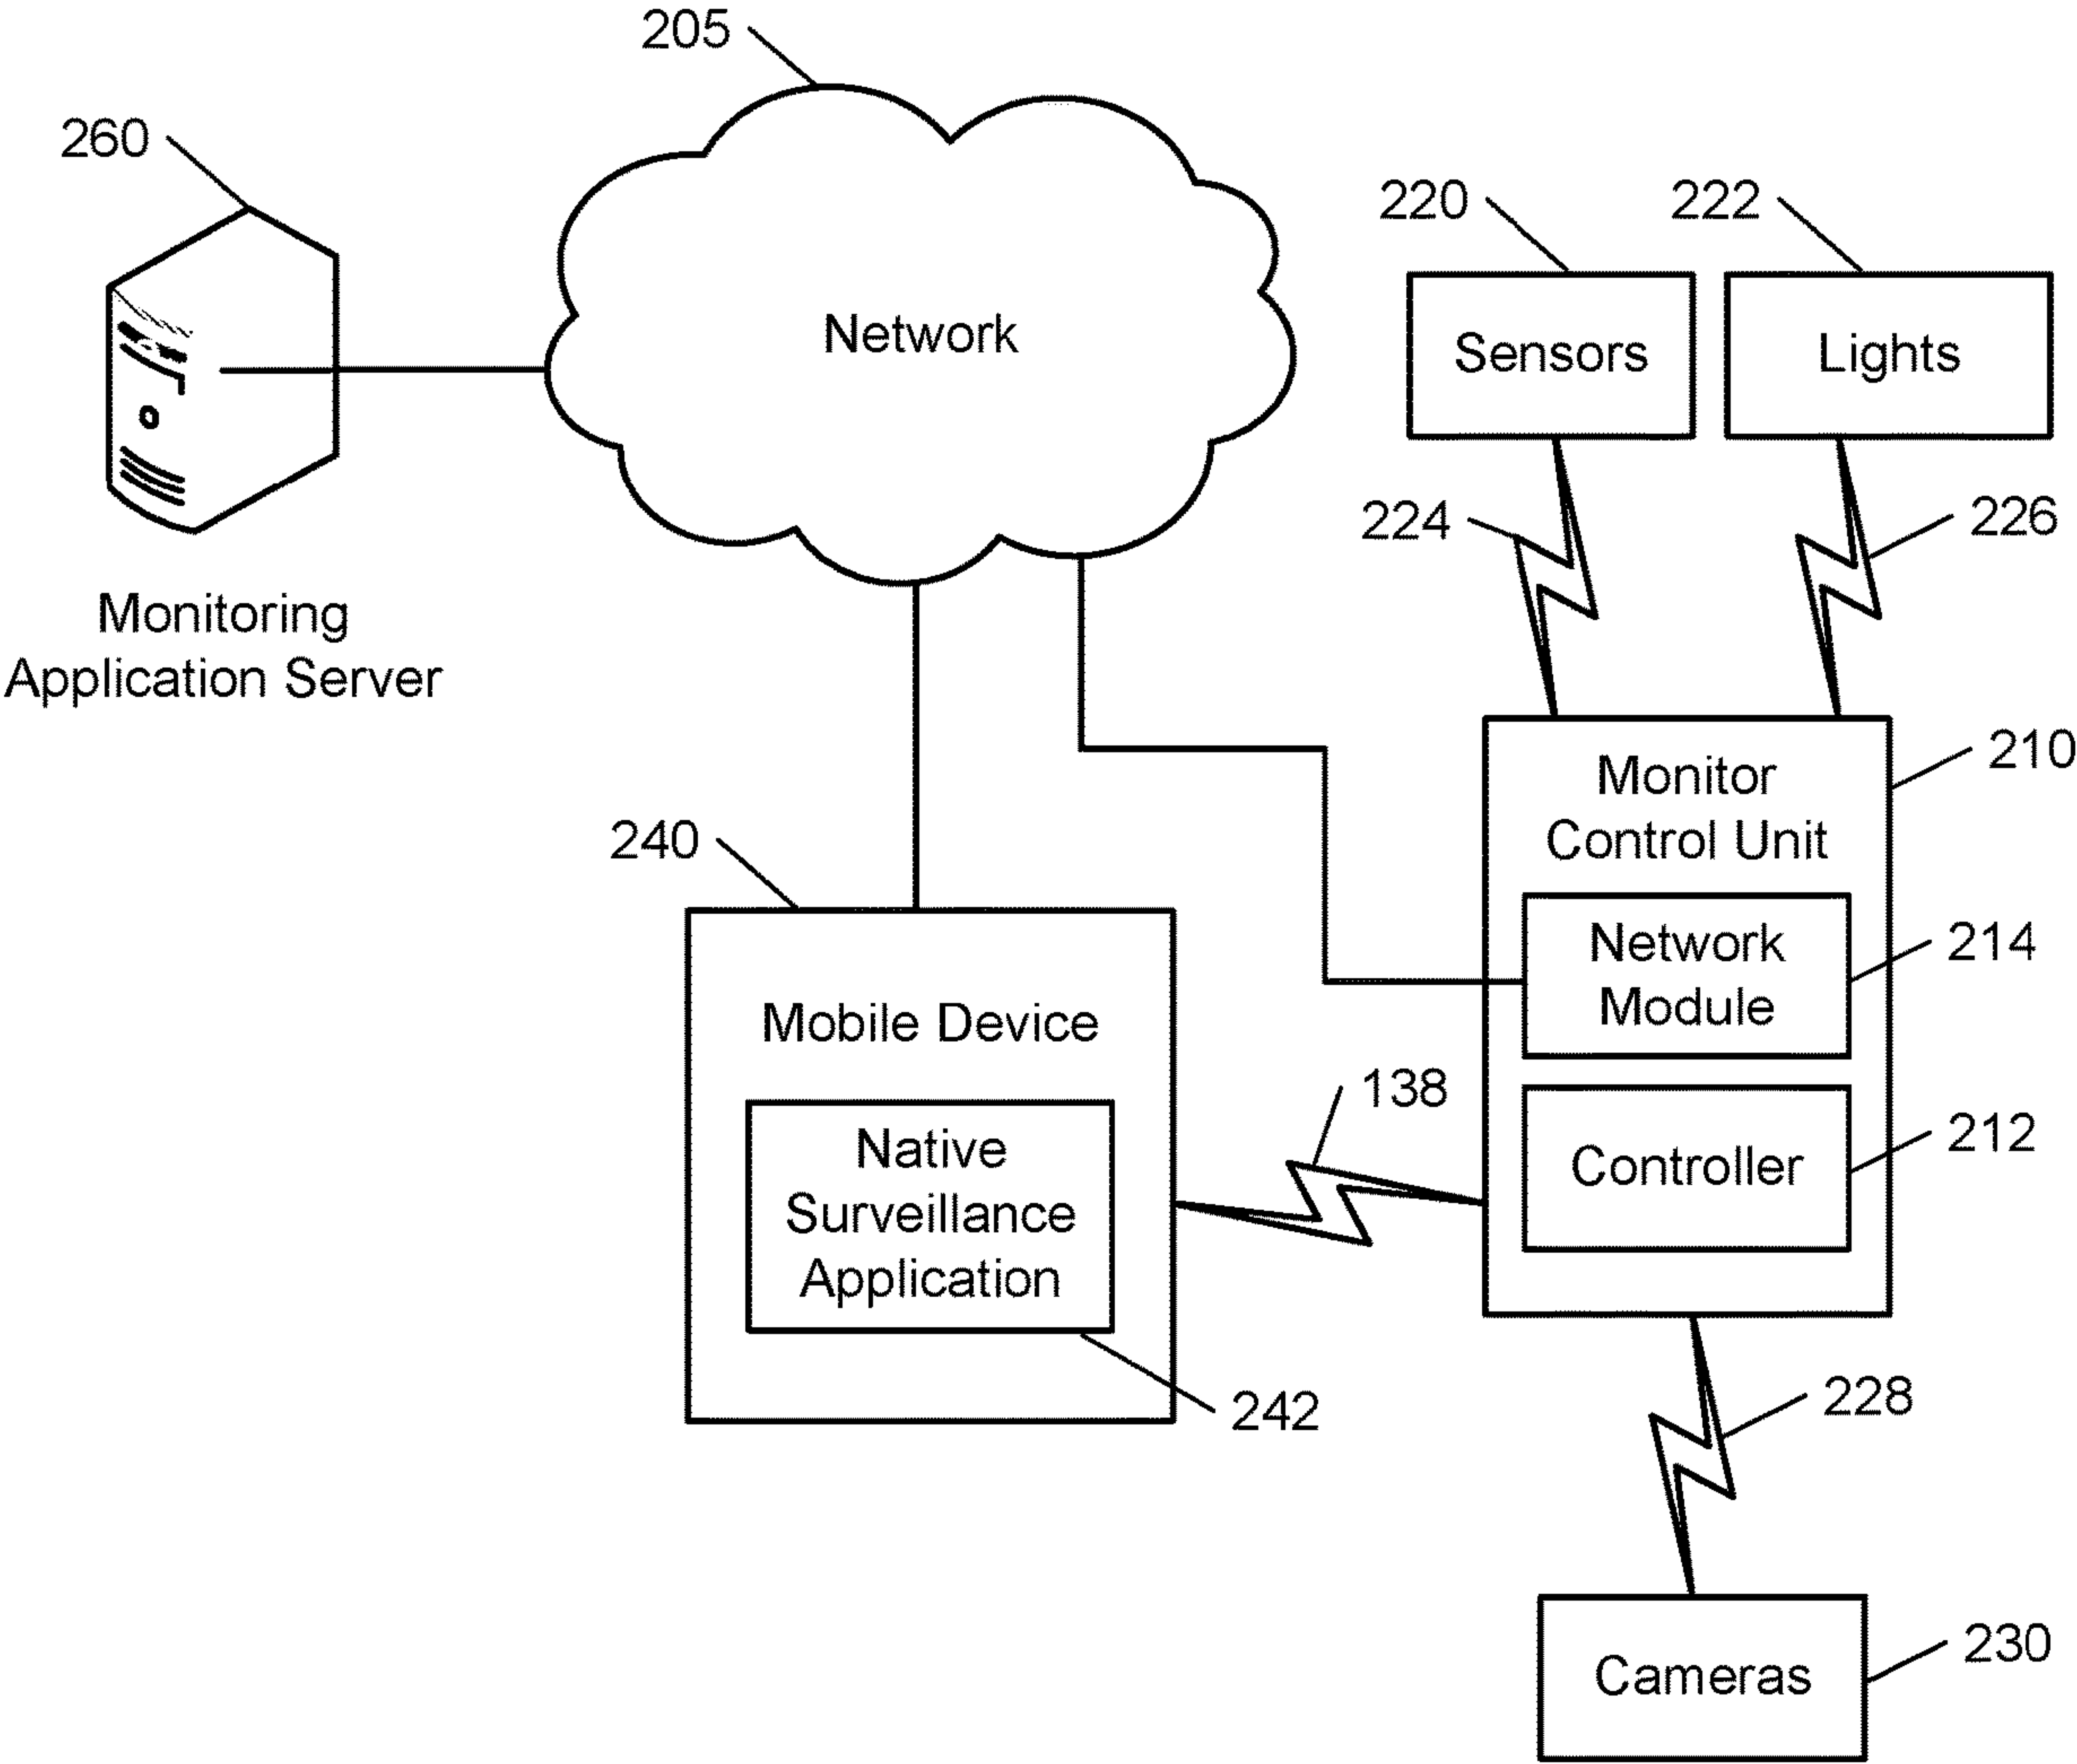 205
260
220
222
Network
Sensors
Lights
224
226
Monitoring
Application Server
210
Monitor
Control Unit
240
Network
Module
214
Mobile Device
138
Controller
212
Native
Surveillance
Application
242
228
Cameras
230